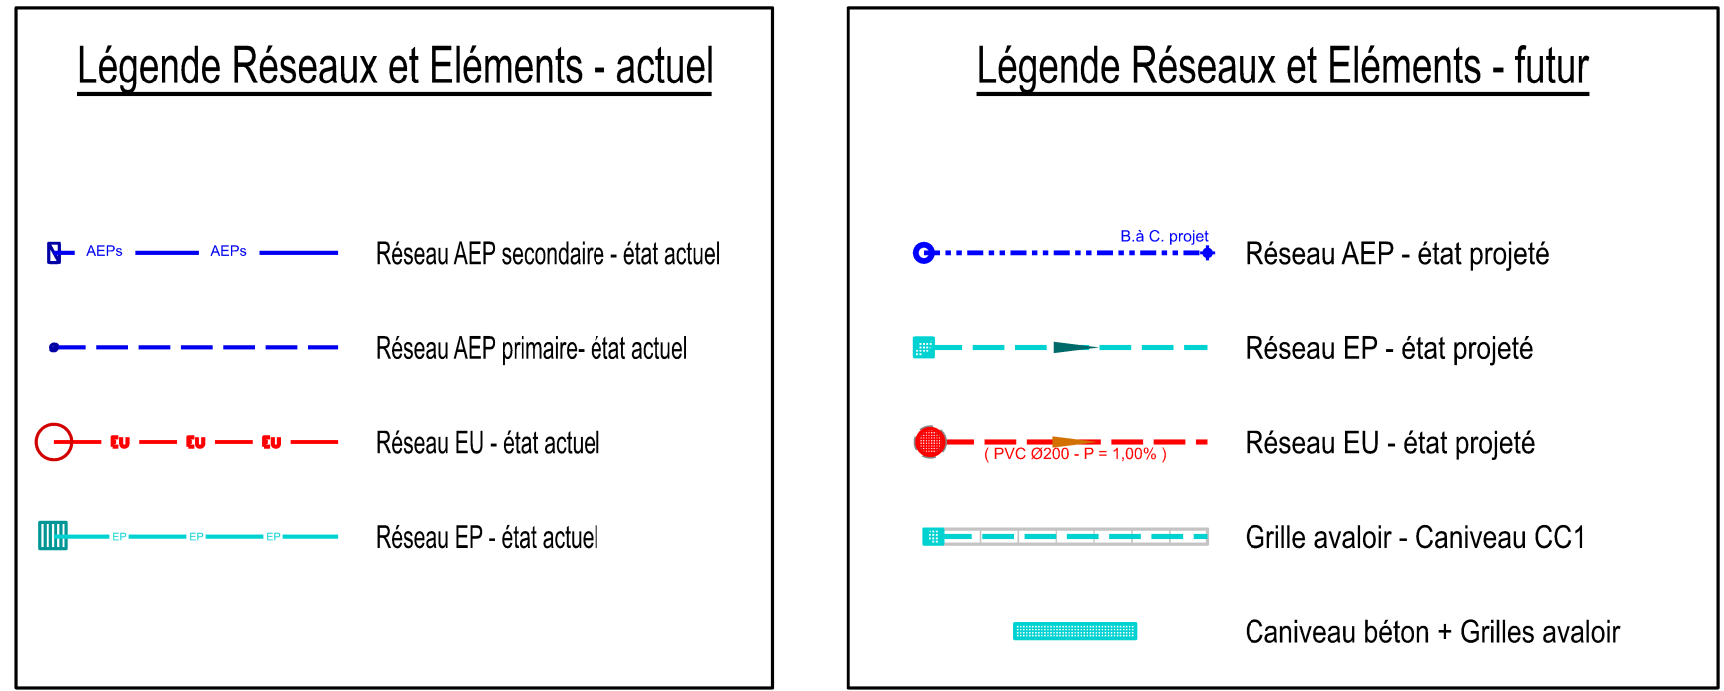 Légende Réseaux et Eléments - actuel
AEPs AEPs Réseau AEP secondaire - état actuel
Réseau AEP primaire- état actuel
EU EU EU Réseau EU - état actuel
EP EP EP Réseau EP - état actuel
Légende Réseaux et Eléments - futur
B.à C. projet
Réseau AEP - état projeté
Réseau EP - état projeté
Réseau EU - état projeté
( PVC Ø200 - P = 1,00% )
Grille avaloir - Caniveau CC1
Caniveau béton + Grilles avaloir